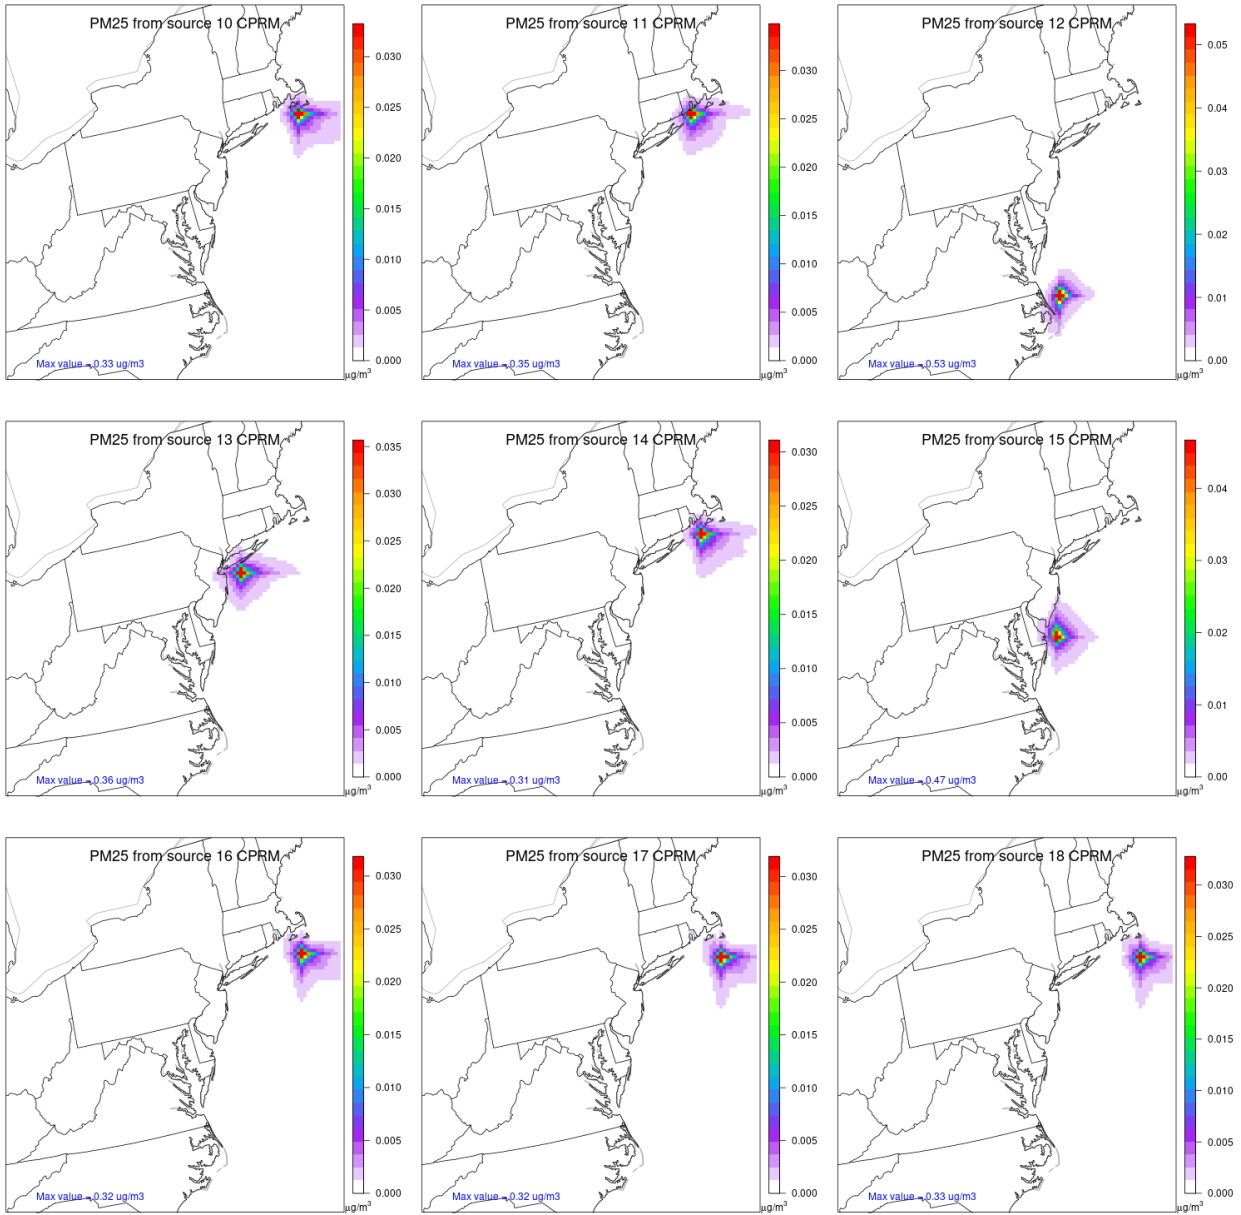 PM25 from source 10 CPRM
0.030
0.025
0.020
0.015
0.010
0.005
0.000
Max value = 0.33 ug/m3
µg/m³
PM25 from source 11 CPRM
0.030
0.025
0.020
0.015
0.010
0.005
0.000
Max value = 0.35 ug/m3
µg/m³
PM25 from source 12 CPRM
0.05
0.04
0.03
0.02
0.01
0.00
Max value = 0.53 ug/m3
µg/m³
PM25 from source 13 CPRM
0.035
0.030
0.025
0.020
0.015
0.010
0.005
0.000
Max value = 0.36 ug/m3
µg/m³
PM25 from source 14 CPRM
0.030
0.025
0.020
0.015
0.010
0.005
0.000
Max value = 0.31 ug/m3
µg/m³
PM25 from source 15 CPRM
0.04
0.03
0.02
0.01
0.00
Max value = 0.47 ug/m3
µg/m³
PM25 from source 16 CPRM
0.030
0.025
0.020
0.015
0.010
0.005
0.000
Max value = 0.32 ug/m3
µg/m³
PM25 from source 17 CPRM
0.030
0.025
0.020
0.015
0.010
0.005
0.000
Max value = 0.32 ug/m3
µg/m³
PM25 from source 18 CPRM
0.030
0.025
0.020
0.015
0.010
0.005
0.000
Max value = 0.33 ug/m3
µg/m³